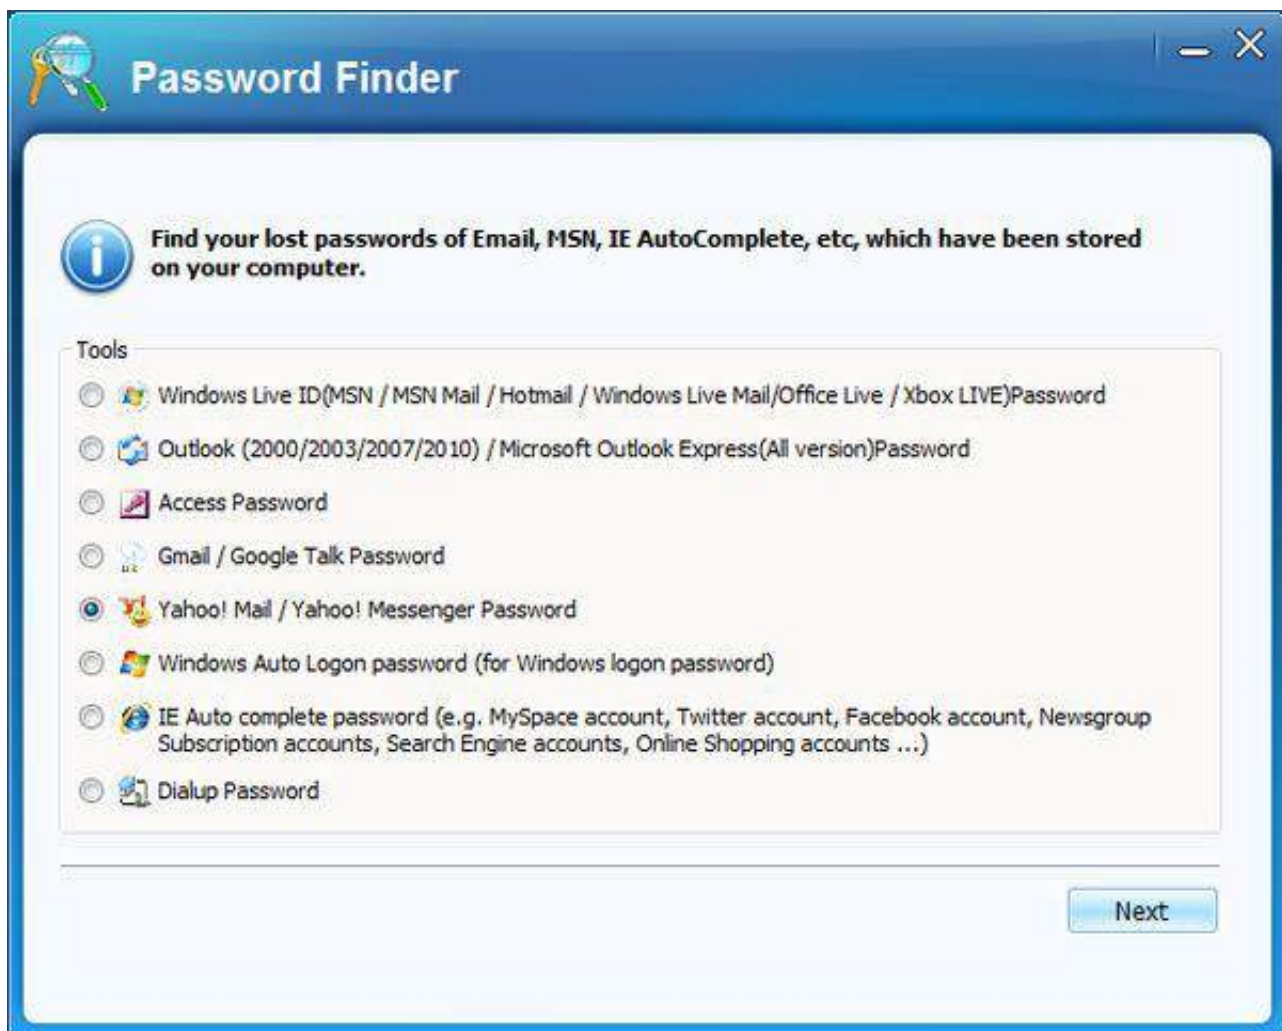 Password Finder
Find your lost passwords of Email, MSN, IE AutoComplete, etc, which have been stored
on your computer.
Tools
Windows Live ID(MSN / MSN Mail / Hotmail / Windows Live Mail/Office Live / Xbox LIVE)Password
Outlook (2000/2003/2007/2010) / Microsoft Outlook Express(All version)Password
Access Password
Gmail / Google Talk Password
Yahoo! Mail / Yahoo! Messenger Password
Windows Auto Logon password (for Windows logon password)
IE Auto complete password (e.g. MySpace account, Twitter account, Facebook account, Newsgroup
Subscription accounts, Search Engine accounts, Online Shopping accounts ...)
Dialup Password
Next